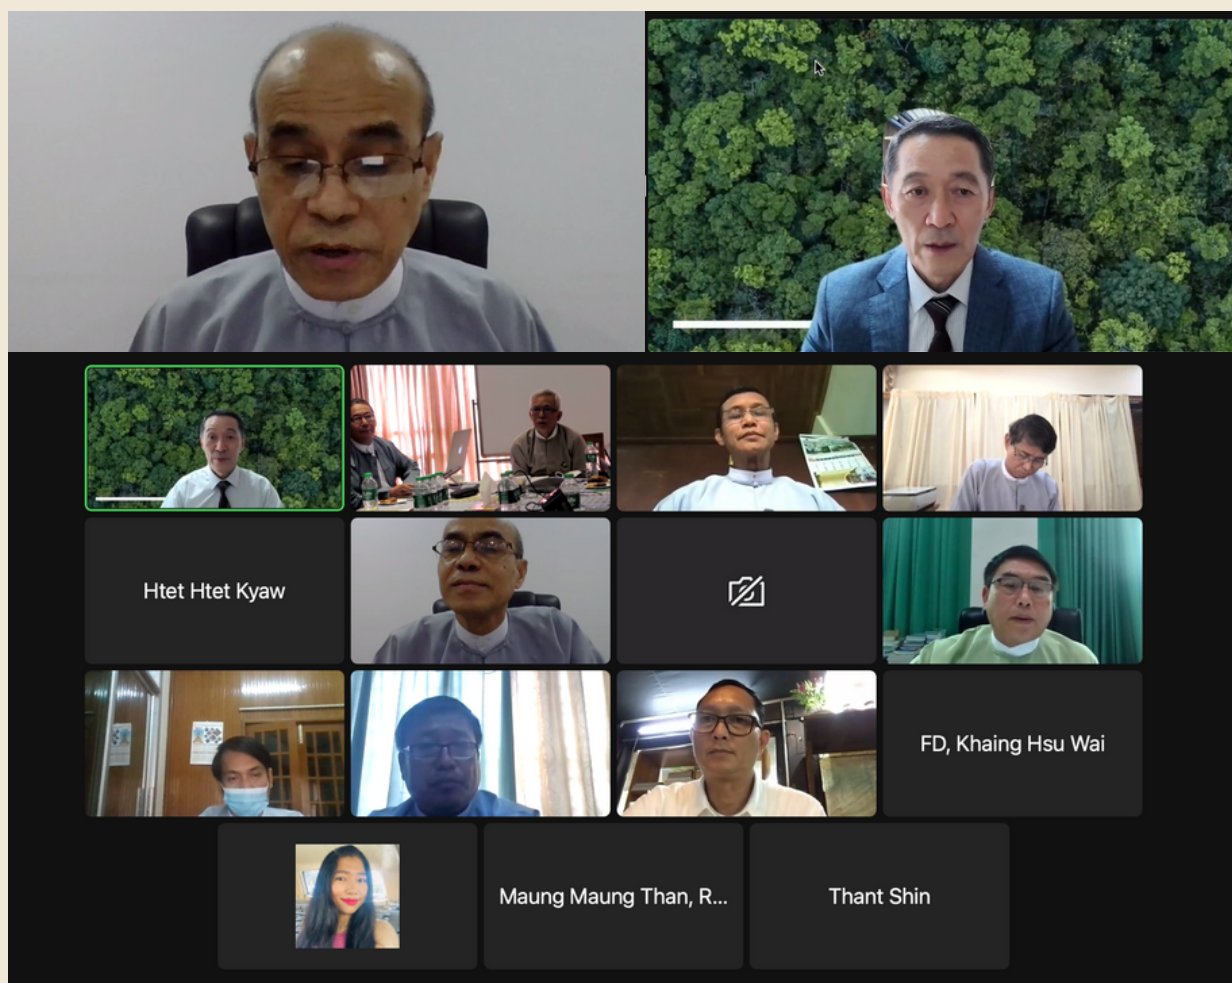 Htet Htet Kyaw
FD, Khaing Hsu Wai
Maung Maung Than, R...
Thant Shin